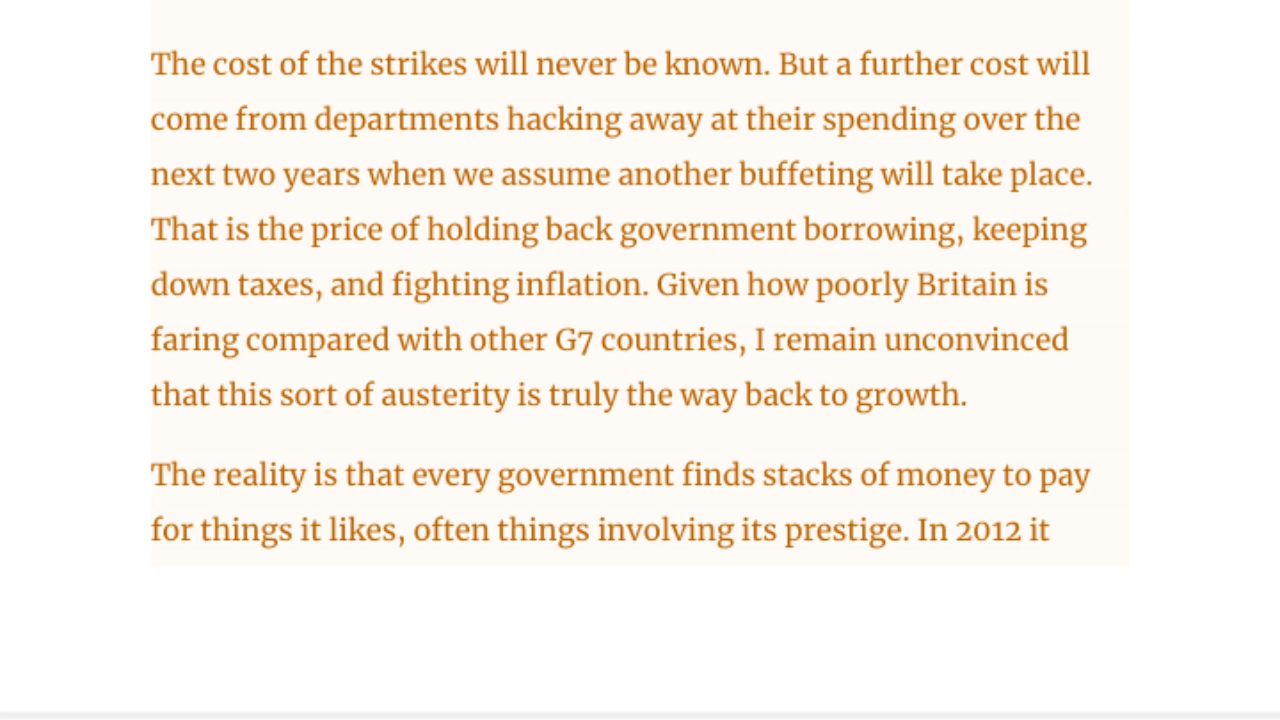 The cost of the strikes will never be known. But a further cost will
come from departments hacking away at their spending over the
next two years when we assume another buffeting will take place.
That is the price of holding back government borrowing, keeping
down taxes, and fighting inflation. Given how poorly Britain is
faring compared with other G7 countries, I remain unconvinced
that this sort of austerity is truly the way back to growth.
The reality is that every government finds stacks of money to pay
for things it likes, often things involving its prestige. In 2012 it